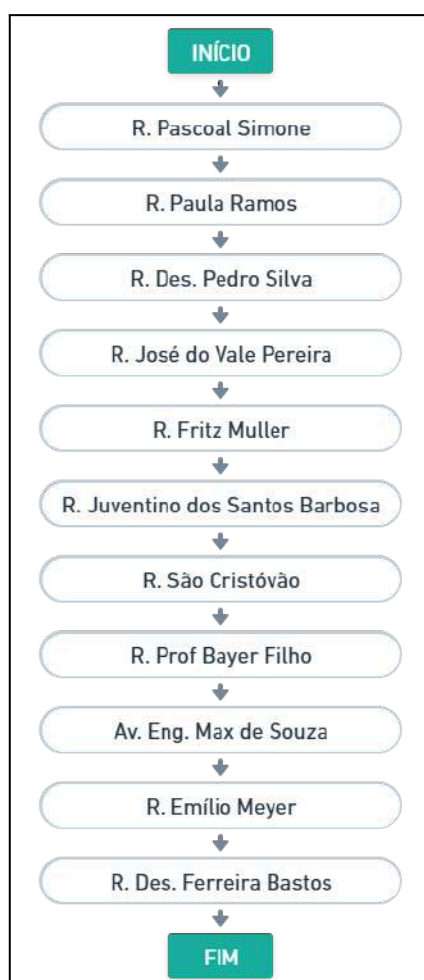 INÍCIO
R. Pascoal Simone
R. Paula Ramos
R. Des. Pedro Silva
R. José do Vale Pereira
R. Fritz Muller
R. Juventino dos Santos Barbosa
R. São Cristóvão
R. Prof Bayer Filho
Av. Eng. Max de Souza
R. Emílio Meyer
R. Des. Ferreira Bastos
FIM